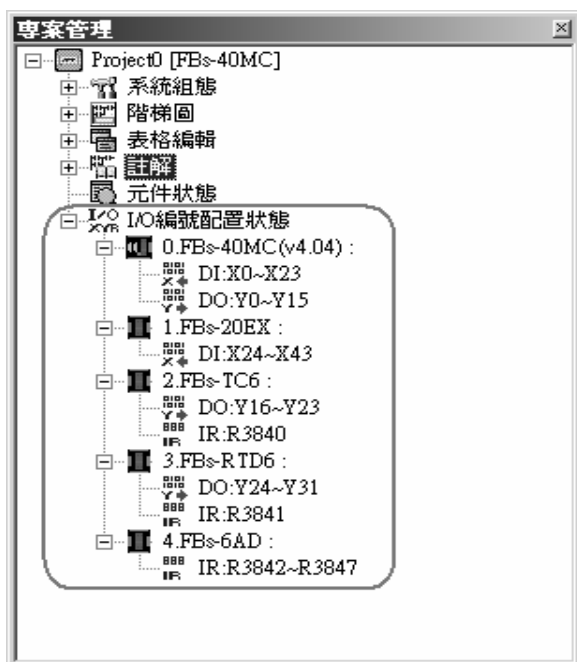 專案管理
Project0 [FBs-40MC]
系統組態
階梯圖
表格編輯
註解
元件狀態
I/O編號配置狀態
0.FBs-40MC(v4.04) :
DI:X0~X23
DO:Y0~Y15
1.FBs-20EX :
DI:X24~X43
2.FBs-TC6 :
DO:Y16~Y23
IR:R3840
3.FBs-RTD6 :
DO:Y24~Y31
IR:R3841
4.FBs-6AD :
IR:R3842~R3847